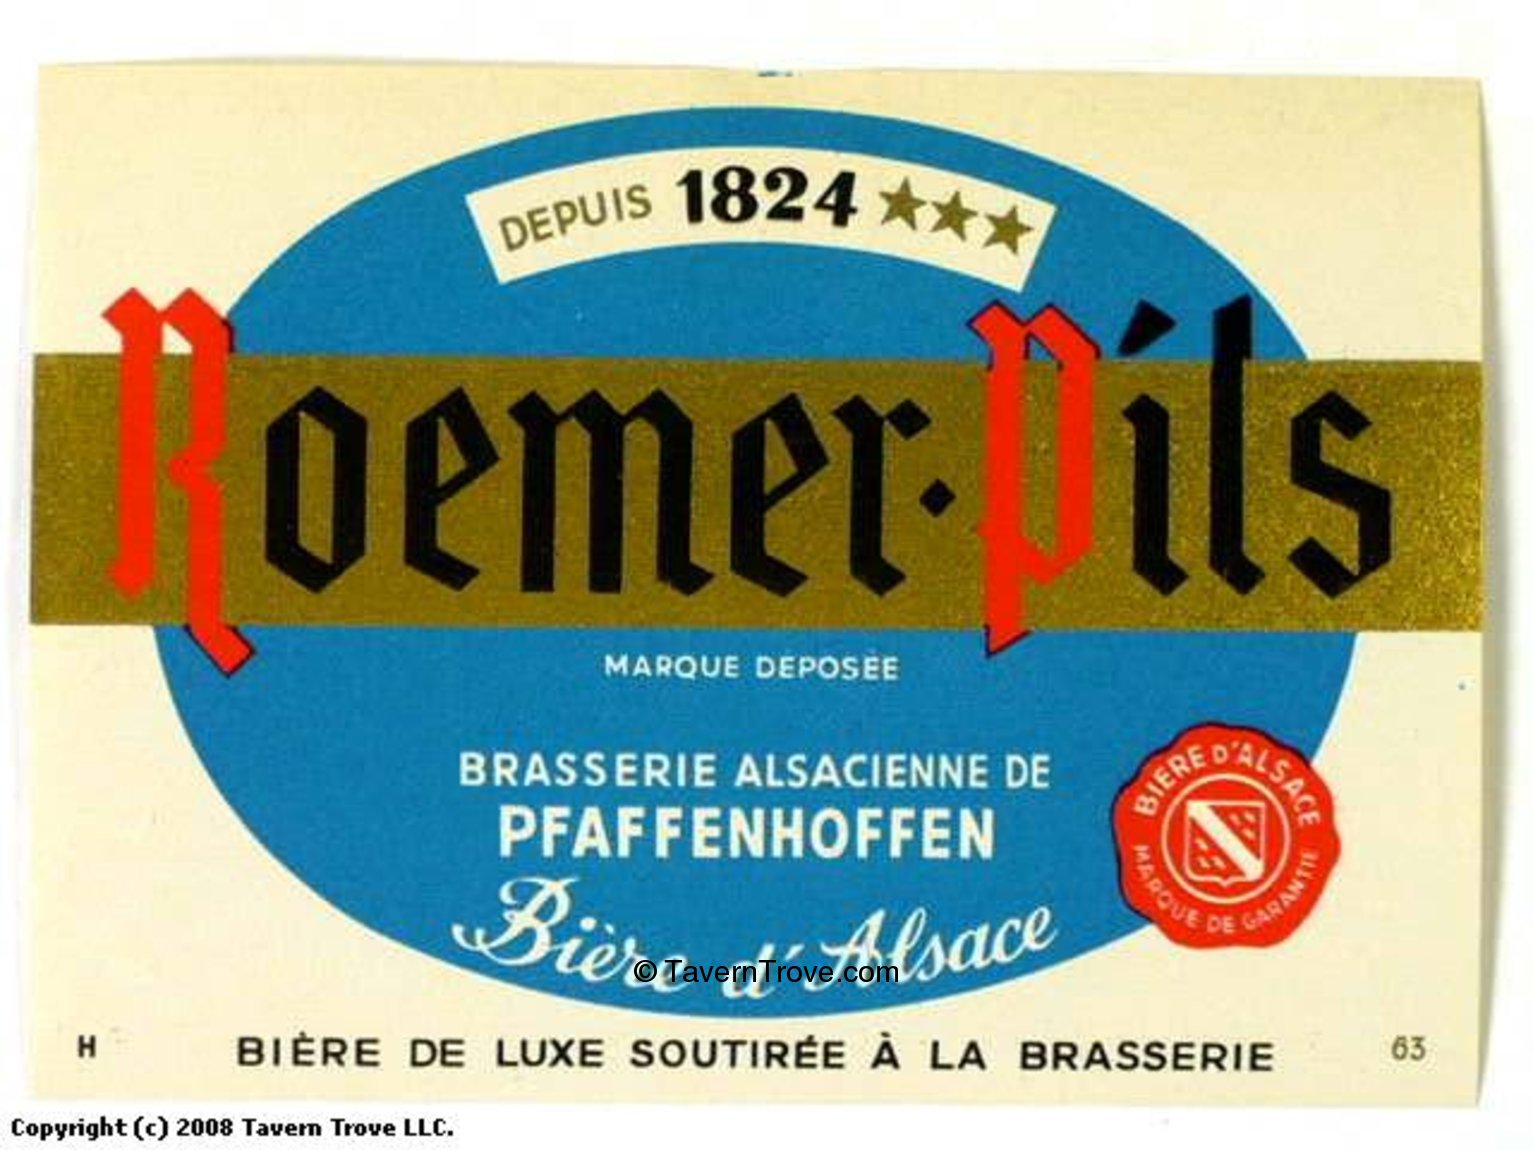 DEPUIS 1824 ★★★
Roemer·Pils
MARQUE DEPOSÉE
BRASSERIE ALSACIENNE DE
PFAFFENHOFFEN
Bière d'Alsace
BIÈRE D'ALSACE
MARQUE DE GARANTIE
© TavernTrove.com
H BIÈRE DE LUXE SOUTIRÉE À LA BRASSERIE 63
Copyright (c) 2008 Tavern Trove LLC.